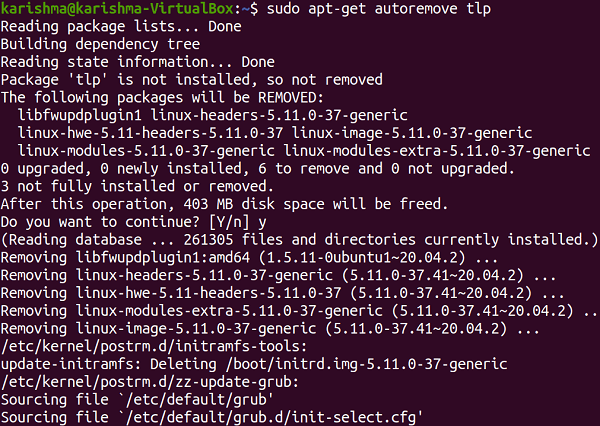 karishma@karishma-VirtualBox:~$ sudo apt-get autoremove tlp
Reading package lists... Done
Building dependency tree
Reading state information... Done
Package 'tlp' is not installed, so not removed
The following packages will be REMOVED:
  libfwupdplugin1 linux-headers-5.11.0-37-generic
  linux-hwe-5.11-headers-5.11.0-37 linux-image-5.11.0-37-generic
  linux-modules-5.11.0-37-generic linux-modules-extra-5.11.0-37-generic
0 upgraded, 0 newly installed, 6 to remove and 0 not upgraded.
3 not fully installed or removed.
After this operation, 403 MB disk space will be freed.
Do you want to continue? [Y/n] y
(Reading database ... 261305 files and directories currently installed.)
Removing libfwupdplugin1:amd64 (1.5.11-0ubuntu1~20.04.2) ...
Removing linux-headers-5.11.0-37-generic (5.11.0-37.41~20.04.2) ...
Removing linux-hwe-5.11-headers-5.11.0-37 (5.11.0-37.41~20.04.2) ...
Removing linux-modules-extra-5.11.0-37-generic (5.11.0-37.41~20.04.2) ..
Removing linux-image-5.11.0-37-generic (5.11.0-37.41~20.04.2) ...
/etc/kernel/postrm.d/initramfs-tools:
update-initramfs: Deleting /boot/initrd.img-5.11.0-37-generic
/etc/kernel/postrm.d/zz-update-grub:
Sourcing file `/etc/default/grub'
Sourcing file `/etc/default/grub.d/init-select.cfg'